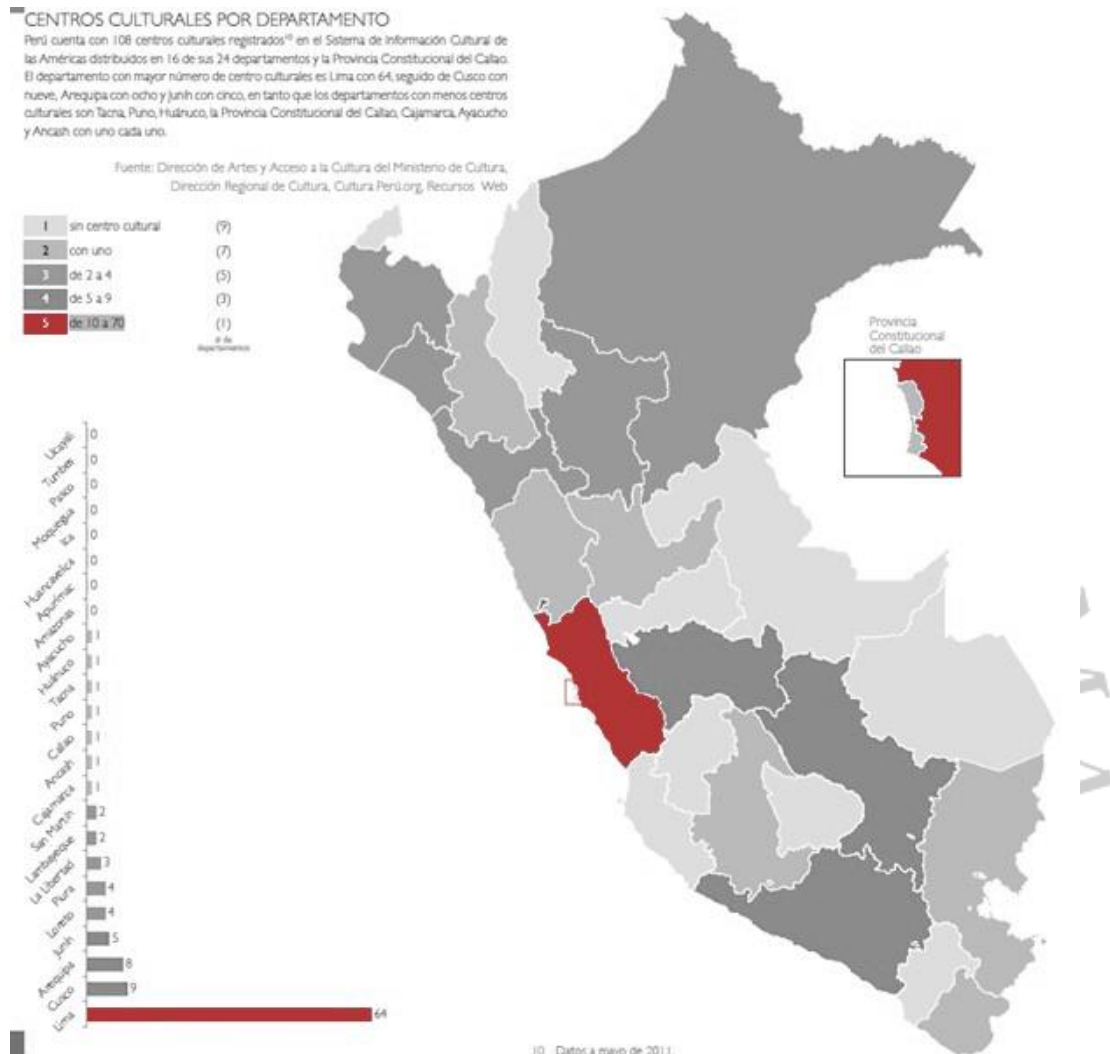 CENTROS CULTURALES POR DEPARTAMENTO
Perú cuenta con 108 centros culturales registrados¹⁰ en el Sistema de Información Cultural de
las Américas distribuidos en 16 de sus 24 departamentos y la Provincia Constitucional del Callao.
El departamento con mayor número de centro culturales es Lima con 64, seguido de Cusco con
nueve, Arequipa con ocho y Junín con cinco, en tanto que los departamentos con menos centros
culturales son Tacna, Puno, Huánuco, la Provincia Constitucional del Callao, Cajamarca, Ayacucho
y Ancash con uno cada uno.
Fuente: Dirección de Artes y Acceso a la Cultura del Ministerio de Cultura,
Dirección Regional de Cultura, Cultura Perú.org, Recursos Web
1 sin centro cultural (9)
2 con uno (7)
3 de 2 a 4 (5)
4 de 5 a 9 (3)
5 de 10 a 70 (1)
# de
departamentos
Provincia
Constitucional
del Callao
Ucayali 0
Tumbes 0
Pasco 0
Moquegua 0
Ica 0
Huancavelica 0
Apurímac 0
Amazonas 0
Ayacucho 1
Huánuco 1
Tacna 1
Puno 1
Callao 1
Ancash 1
Cajamarca 1
San Martín 2
Lambayeque 2
La Libertad 3
Piura 4
Loreto 4
Junín 5
Arequipa 8
Cusco 9
Lima 64
10 Datos a mayo de 2011.